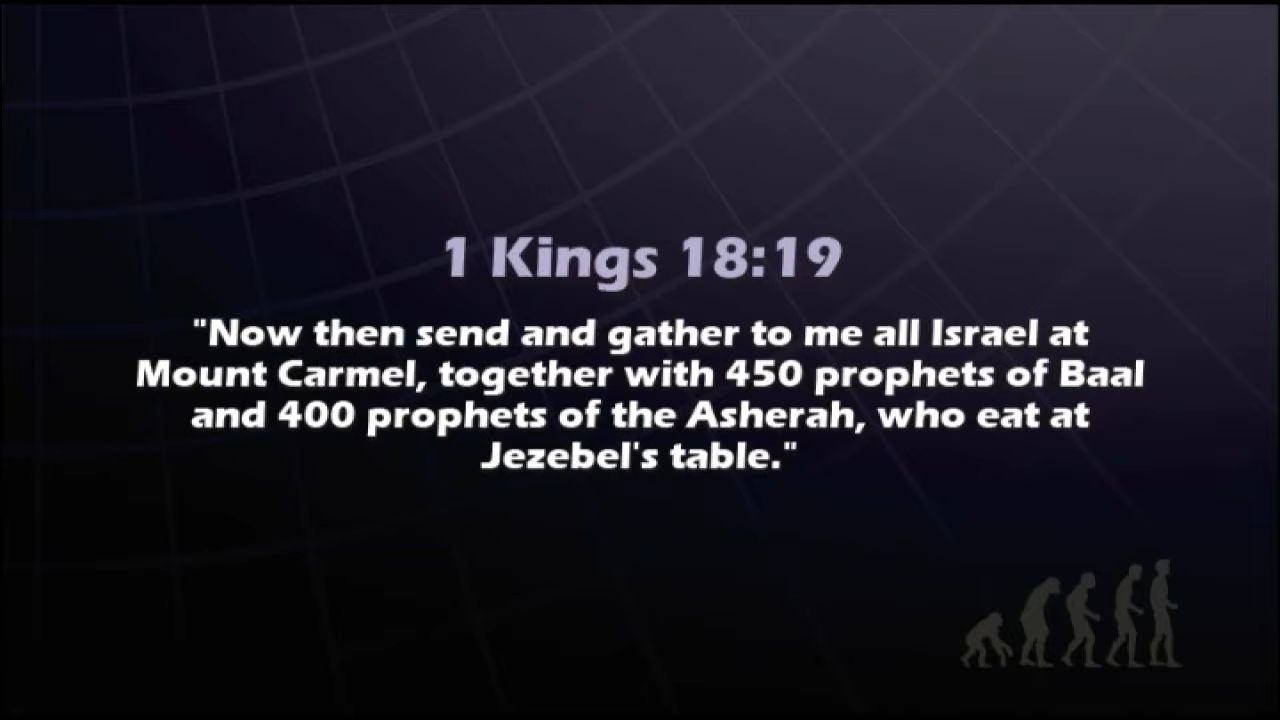 1 Kings 18:19
"Now then send and gather to me all Israel at
Mount Carmel, together with 450 prophets of Baal
and 400 prophets of the Asherah, who eat at
Jezebel's table."